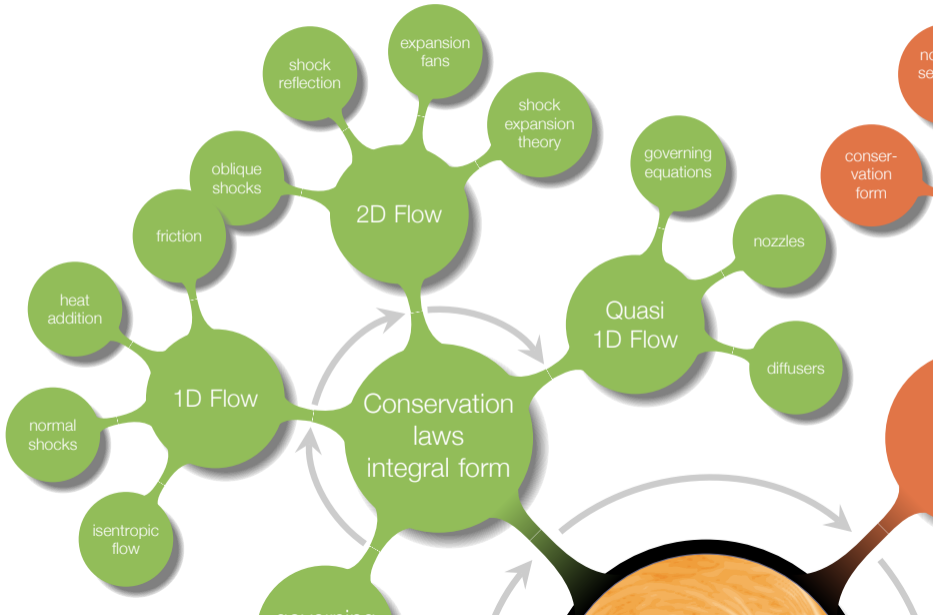 expansion
fans
shock
reflection
shock
expansion
theory
oblique
shocks
2D Flow
friction
governing
equations
nozzles
Quasi
1D Flow
diffusers
heat
addition
1D Flow
normal
shocks
isentropic
flow
Conservation
laws
integral form
conser-
vation
form